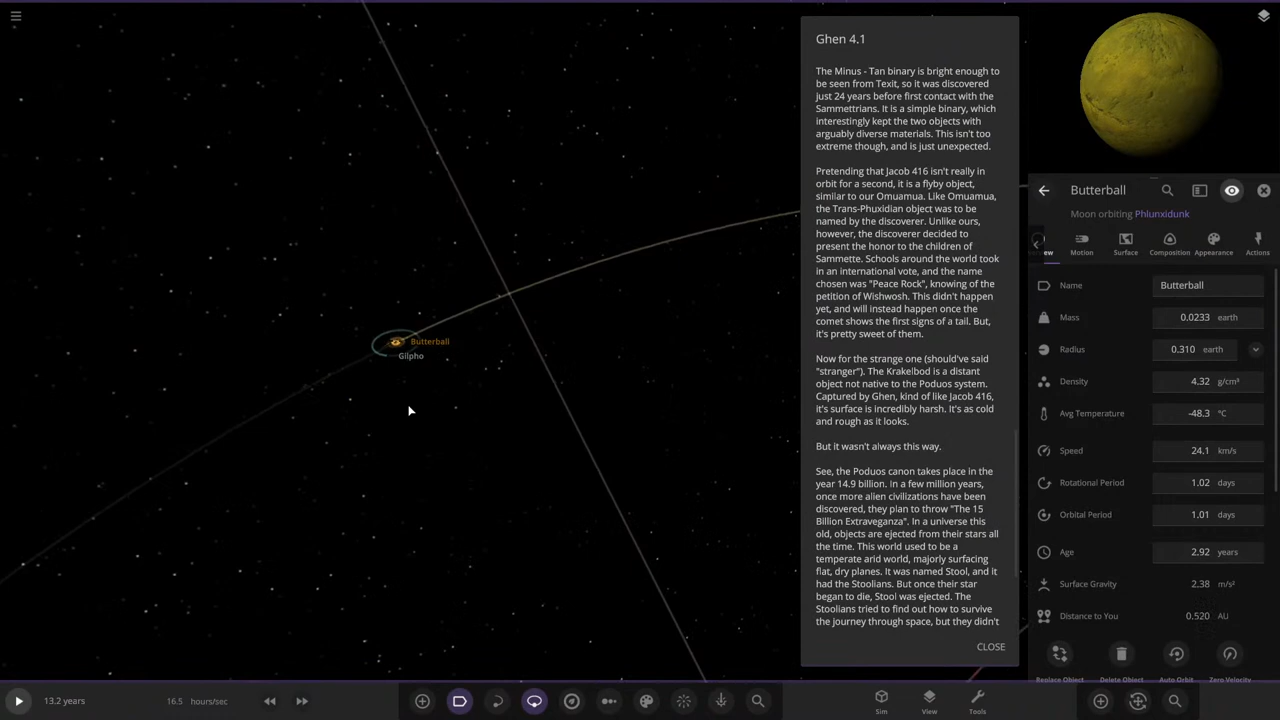 Ghen 4.1
The Minus - Tan binary is bright enough to
be seen from Texit, so it was discovered
just 24 years before first contact with the
Sammettrians. It is a simple binary, which
interestingly kept the two objects with
arguably diverse materials. This isn't too
extreme though, and is just unexpected.
Pretending that Jacob 416 isn't really in
orbit for a second, it is a flyby object,
similar to our Omuamua. Like Omuamua,
the Trans-Phuxidian object was to be
named by the discoverer. Unlike ours,
however, the discoverer decided to
present the honor to the children of
Sammette. Schools around the world took
in an international vote, and the name
chosen was "Peace Rock", knowing of the
petition of Wishwosh. This didn't happen
yet, and will instead happen once the
comet shows the first signs of a tail. But,
it's pretty sweet of them.
Now for the strange one (should've said
"stranger"). The Krakelbod is a distant
object not native to the Poduos system.
Captured by Ghen, kind of like Jacob 416,
it's surface is incredibly harsh. It's as cold
and rough as it looks.
But it wasn't always this way.
See, the Poduos canon takes place in the
year 14.9 billion. In a few million years,
once more alien civilizations have been
discovered, they plan to throw "The 15
Billion Extravaganza". In a universe this
old, objects are ejected from their stars all
the time. This world used to be a
temperate arid world, majorly surfacing
flat, dry planes. It was named Stool, and it
had the Stoolians. But once their star
began to die, Stool was ejected. The
Stoolians tried to find out how to survive
the journey through space, but they didn't
CLOSE
Butterball
Gilpho
Butterball
Moon orbiting Phlunxidunk
Motion Surface Composition Appearance Actions
Name Butterball
Mass 0.0233 earth
Radius 0.310 earth
Density 4.32 g/cm³
Avg Temperature -48.3 °C
Speed 24.1 km/s
Rotational Period 1.02 days
Orbital Period 1.01 days
Age 2.92 years
Surface Gravity 2.38 m/s²
Distance to You 0.520 AU
Replace Object Delete Object Auto Orbit Zero Velocity
13.2 years 16.5 hours/sec
Sim View Tools